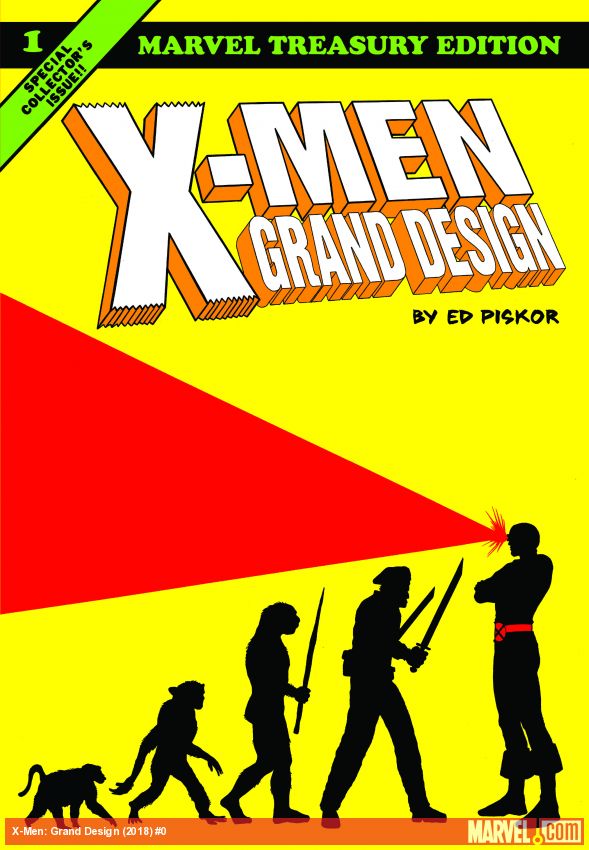 1
MARVEL TREASURY EDITION
SPECIAL
COLLECTOR'S
ISSUE!!
X-MEN
GRAND DESIGN
BY ED PISKOR
X
X-Men: Grand Design (2018) #0
MARVEL.COM